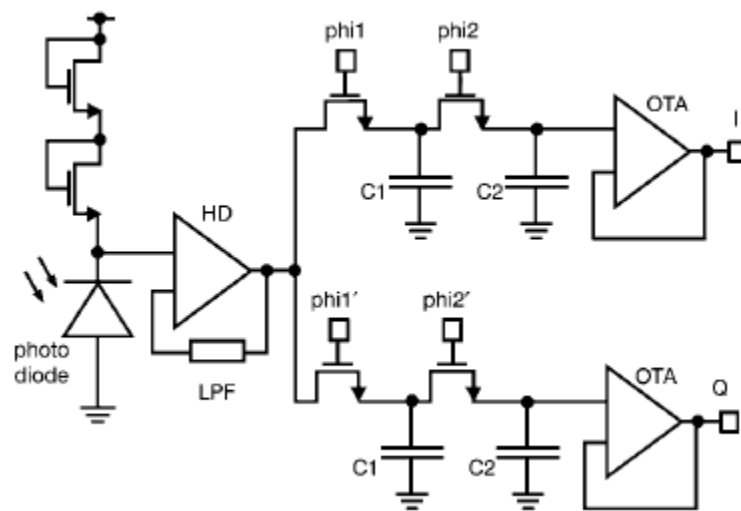 phi1 phi2
OTA
I
HD
C1 C2
phi1′ phi2′
photo
diode
LPF
OTA
Q
C1 C2